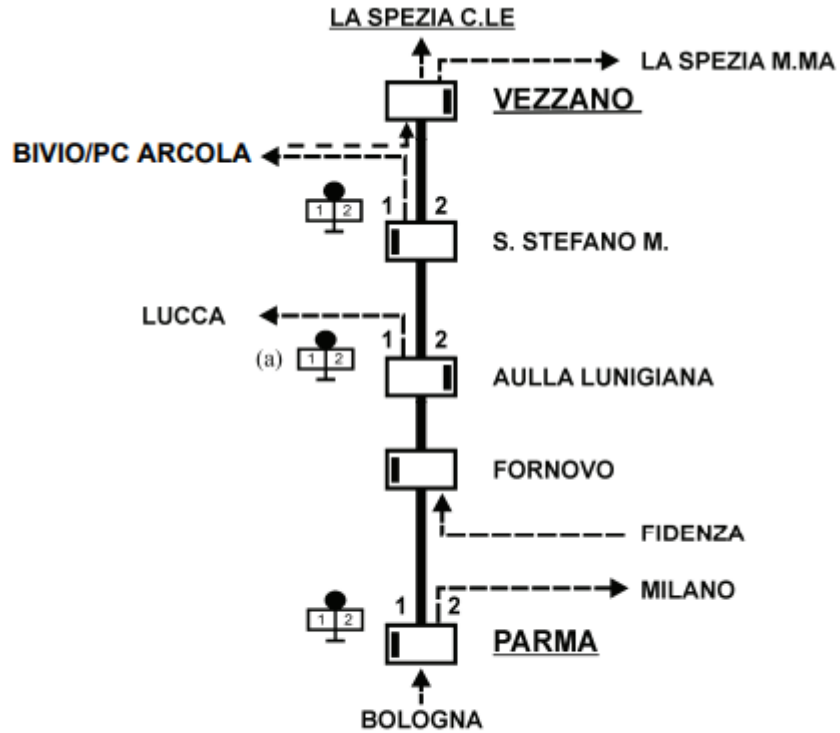 LA SPEZIA C.LE
LA SPEZIA M.MA
VEZZANO
BIVIO/PC ARCOLA
1 2
1 2
S. STEFANO M.
LUCCA
1 2
(a) 1 2
AULLA LUNIGIANA
FORNOVO
FIDENZA
MILANO
1 2
1 2
PARMA
BOLOGNA